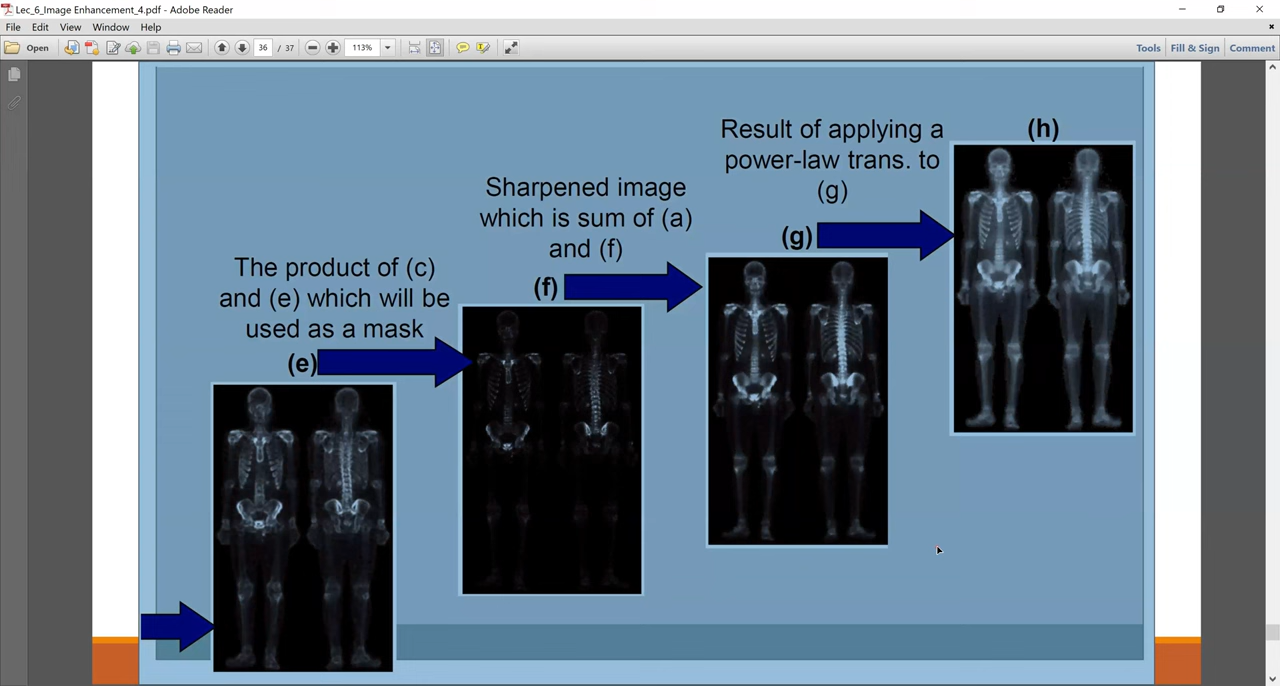 Lec_6_Image Enhancement_4.pdf - Adobe Reader
File Edit View Window Help
Open 36 / 37 113% Tools Fill & Sign Comment
Result of applying a
power-law trans. to
(g)
(h)
Sharpened image
which is sum of (a)
and (f)
(g)
The product of (c)
and (e) which will be
used as a mask
(f)
(e)